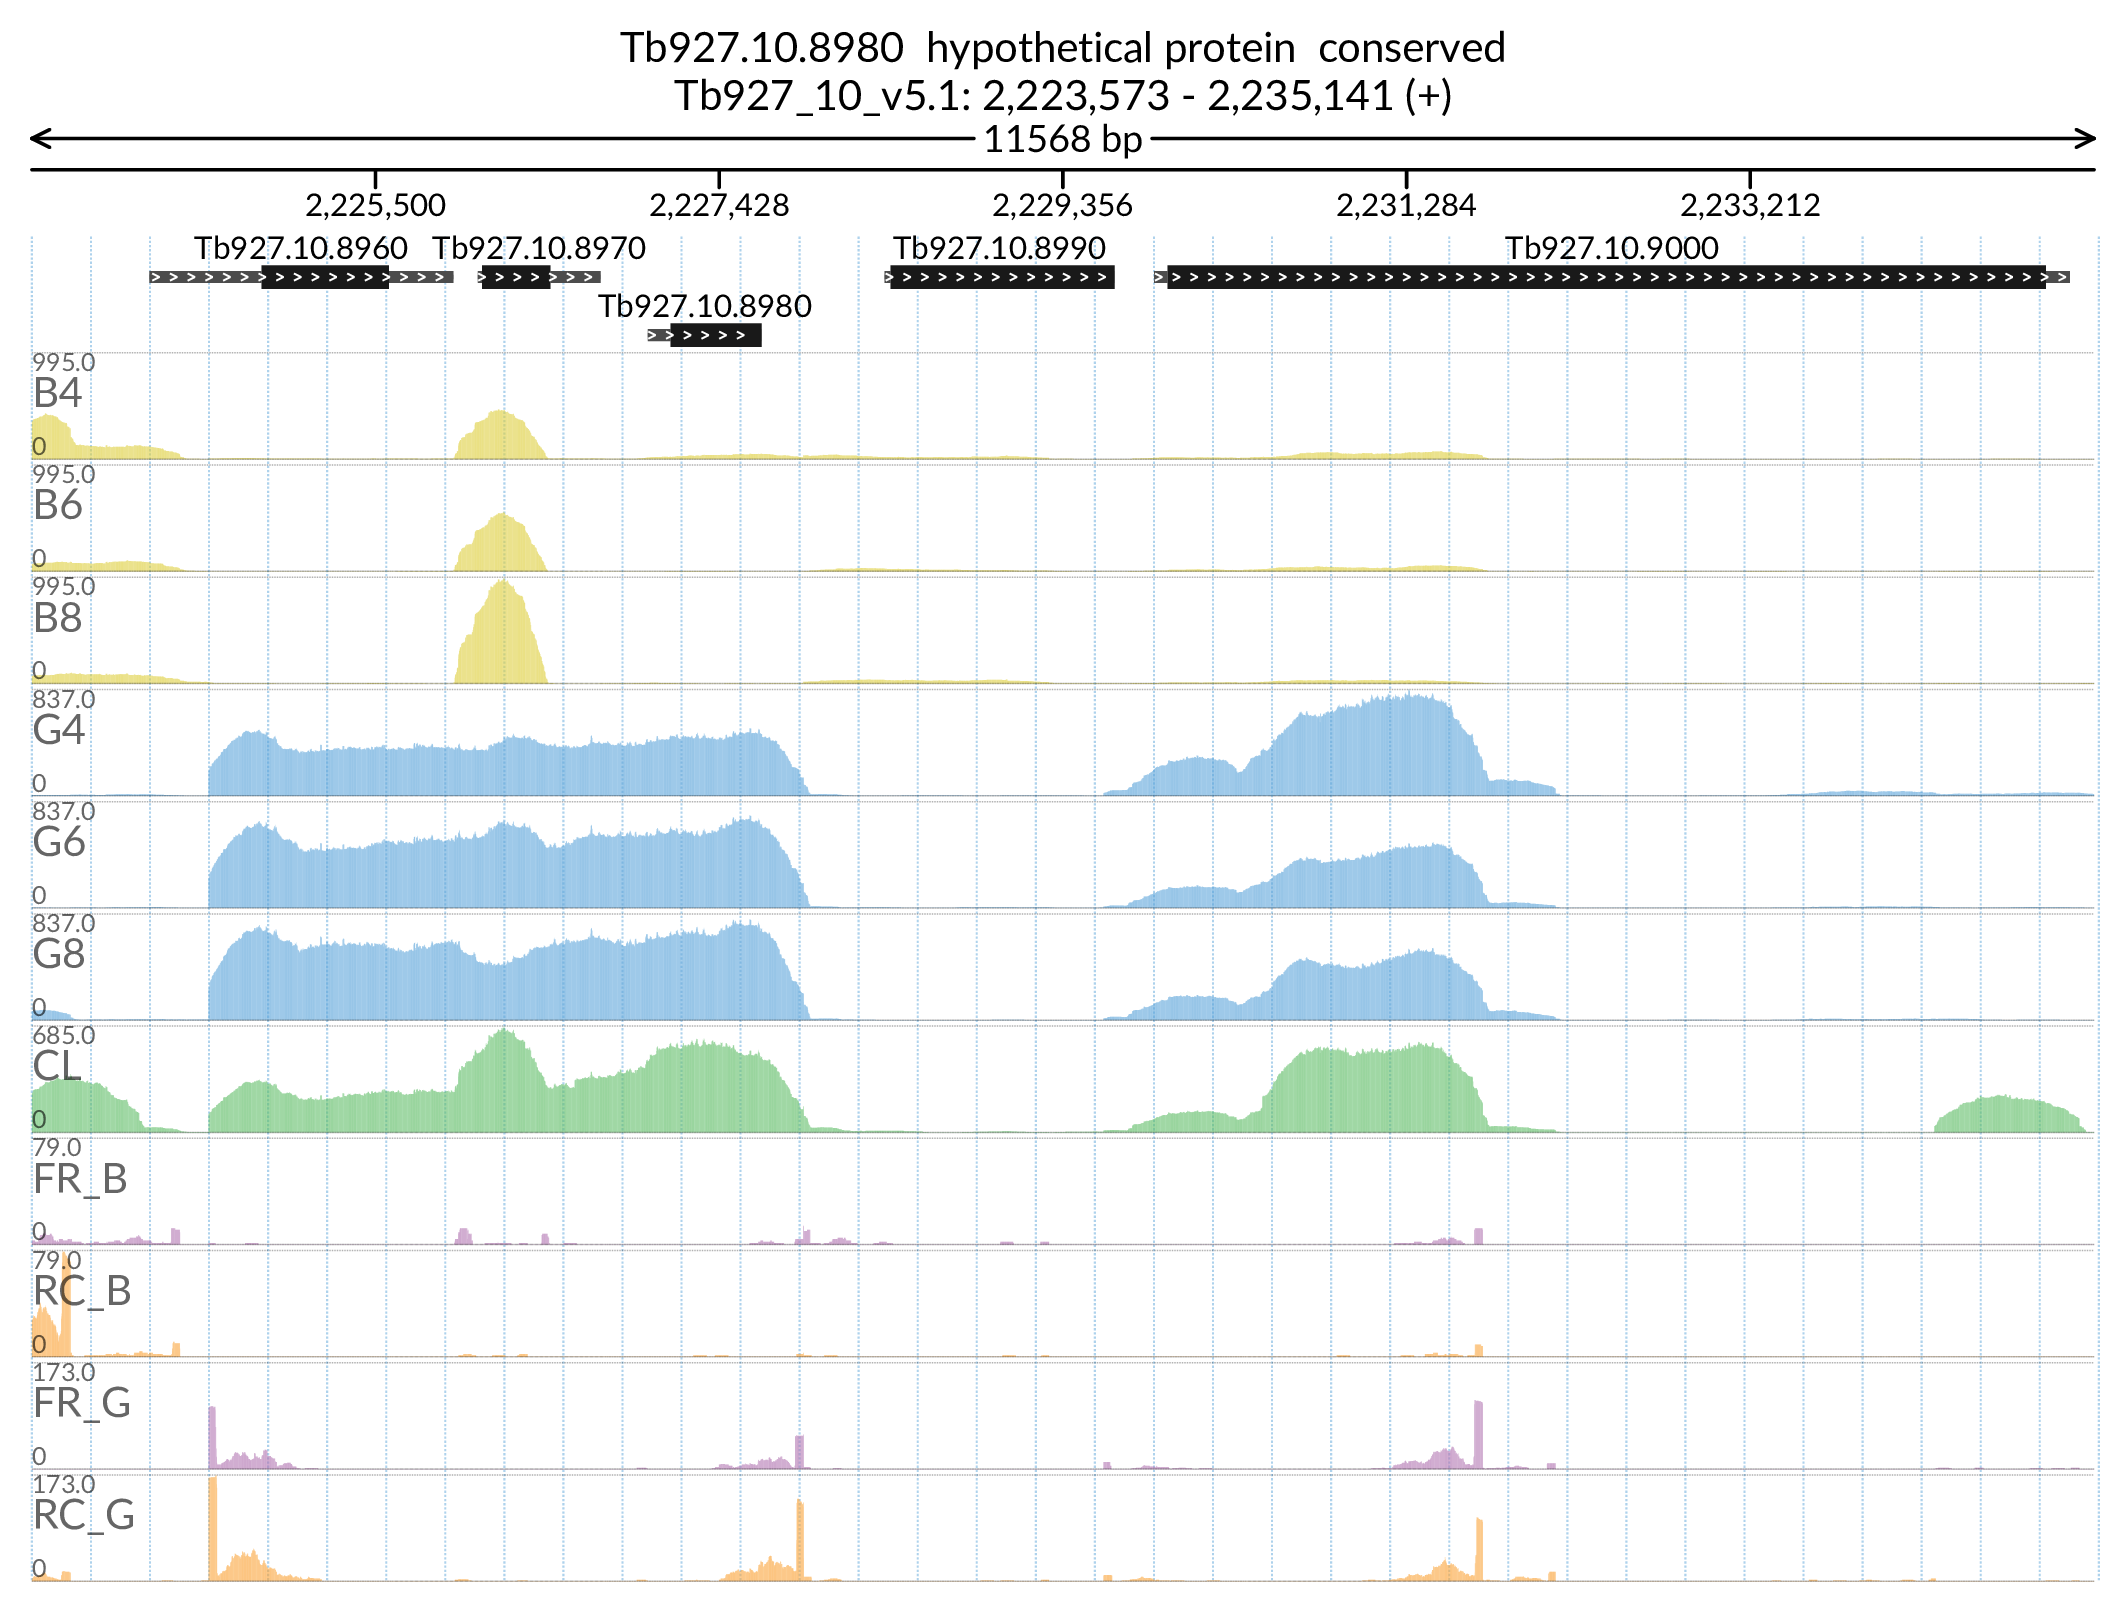 Tb927.10.8980  hypothetical protein  conserved
Tb927_10_v5.1: 2,223,573 - 2,235,141 (+)
11568 bp
2,225,500 2,227,428 2,229,356 2,231,284 2,233,212
Tb927.10.8960 Tb927.10.8970 Tb927.10.8990 Tb927.10.9000
Tb927.10.8980
995.0
B4
0
995.0
B6
0
995.0
B8
0
837.0
G4
0
837.0
G6
0
837.0
G8
0
685.0
CL
0
79.0
FR_B
0
79.0
RC_B
0
173.0
FR_G
0
173.0
RC_G
0